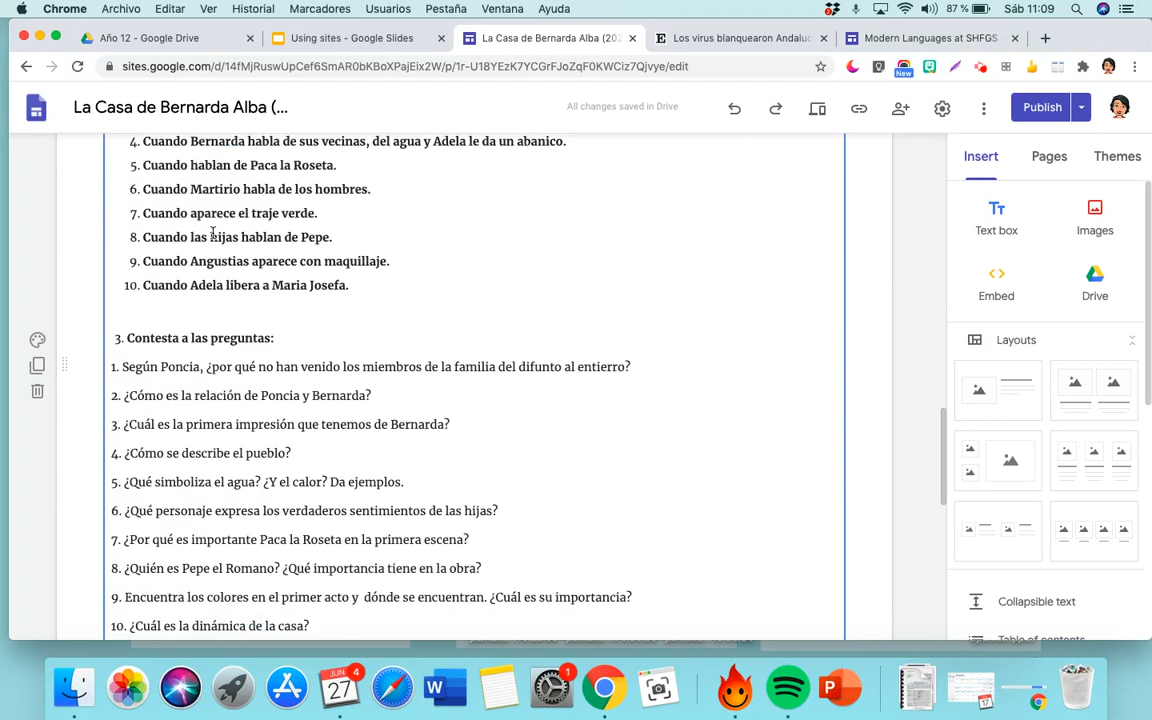 Chrome Archivo Editar Ver Historial Marcadores Usuarios Pestaña Ventana Ayuda 2 87 % Sáb 11:09
Año 12 - Google Drive Using sites - Google Slides La Casa de Bernarda Alba (202 Los virus blanquearon Andaluc Modern Languages at SHFGS -
sites.google.com/d/14fMjRuswUpCef6SmAR0bKBoXPajEix2W/p/1r-U18YEzK7YCGrFJoZqF0KWCiz7Qjvye/edit New
La Casa de Bernarda Alba (... All changes saved in Drive Publish
4. Cuando Bernarda habla de sus vecinas, del agua y Adela le da un abanico.
5. Cuando hablan de Paca la Roseta.
6. Cuando Martirio habla de los hombres.
7. Cuando aparece el traje verde.
8. Cuando las hijas hablan de Pepe.
9. Cuando Angustias aparece con maquillaje.
10. Cuando Adela libera a Maria Josefa.
3. Contesta a las preguntas:
1. Según Poncia, ¿por qué no han venido los miembros de la familia del difunto al entierro?
2. ¿Cómo es la relación de Poncia y Bernarda?
3. ¿Cuál es la primera impresión que tenemos de Bernarda?
4. ¿Cómo se describe el pueblo?
5. ¿Qué simboliza el agua? ¿Y el calor? Da ejemplos.
6. ¿Qué personaje expresa los verdaderos sentimientos de las hijas?
7. ¿Por qué es importante Paca la Roseta en la primera escena?
8. ¿Quién es Pepe el Romano? ¿Qué importancia tiene en la obra?
9. Encuentra los colores en el primer acto y dónde se encuentran. ¿Cuál es su importancia?
10. ¿Cuál es la dinámica de la casa?
Insert Pages Themes
Tт
Text box Images
Embed Drive
Layouts
Collapsible text
Table of contents
JUN 27 4 W 1 P 17